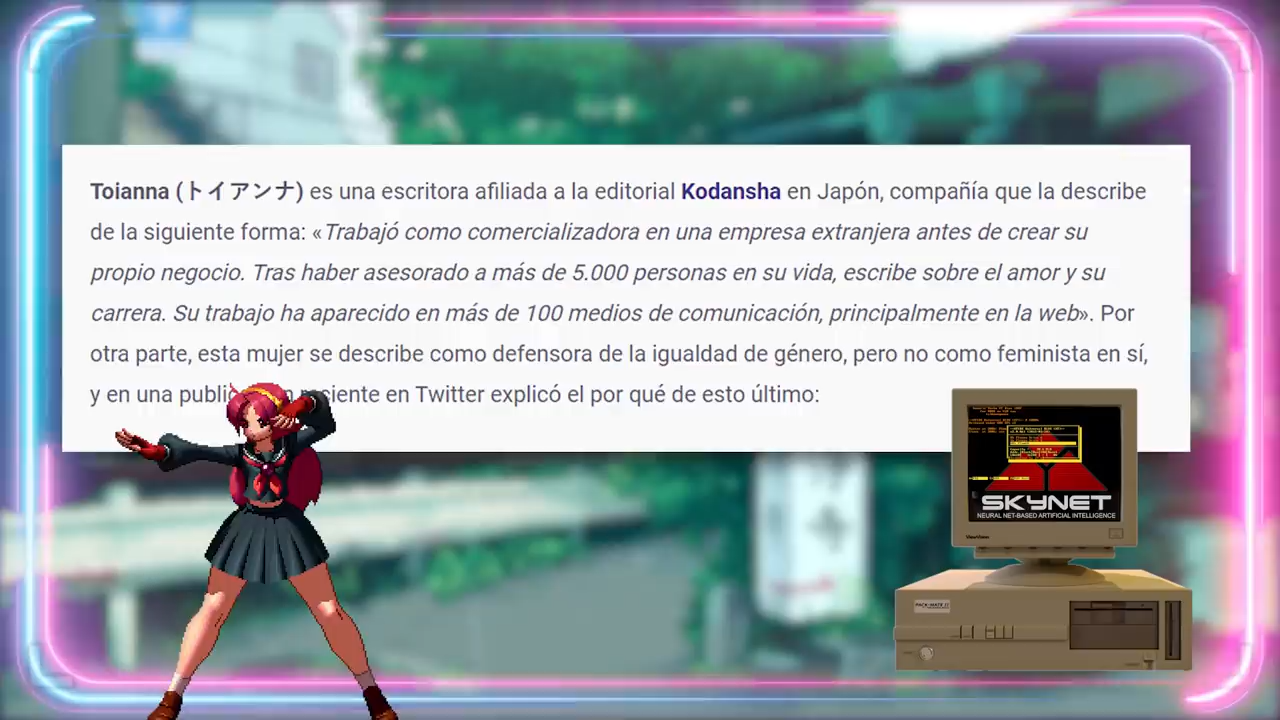 Toianna (トイアンナ) es una escritora afiliada a la editorial Kodansha en Japón, compañía que la describe
de la siguiente forma: «Trabajó como comercializadora en una empresa extranjera antes de crear su
propio negocio. Tras haber asesorado a más de 5.000 personas en su vida, escribe sobre el amor y su
carrera. Su trabajo ha aparecido en más de 100 medios de comunicación, principalmente en la web». Por
otra parte, esta mujer se describe como defensora de la igualdad de género, pero no como feminista en sí,
y en una en Twitter explicó el por qué de esto último:
SKYNET
NEURAL NET-BASED ARTIFICIAL INTELLIGENCE